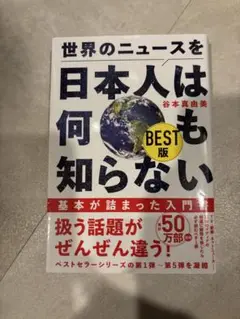 世界のニュースを
日本人は
谷本真由美
何も
BEST版
知らない
基本が詰まった入門書
扱う話題が
ぜんぜん違う!
50万部
ベストセラーシリーズの第1弾~第5弾を凝縮